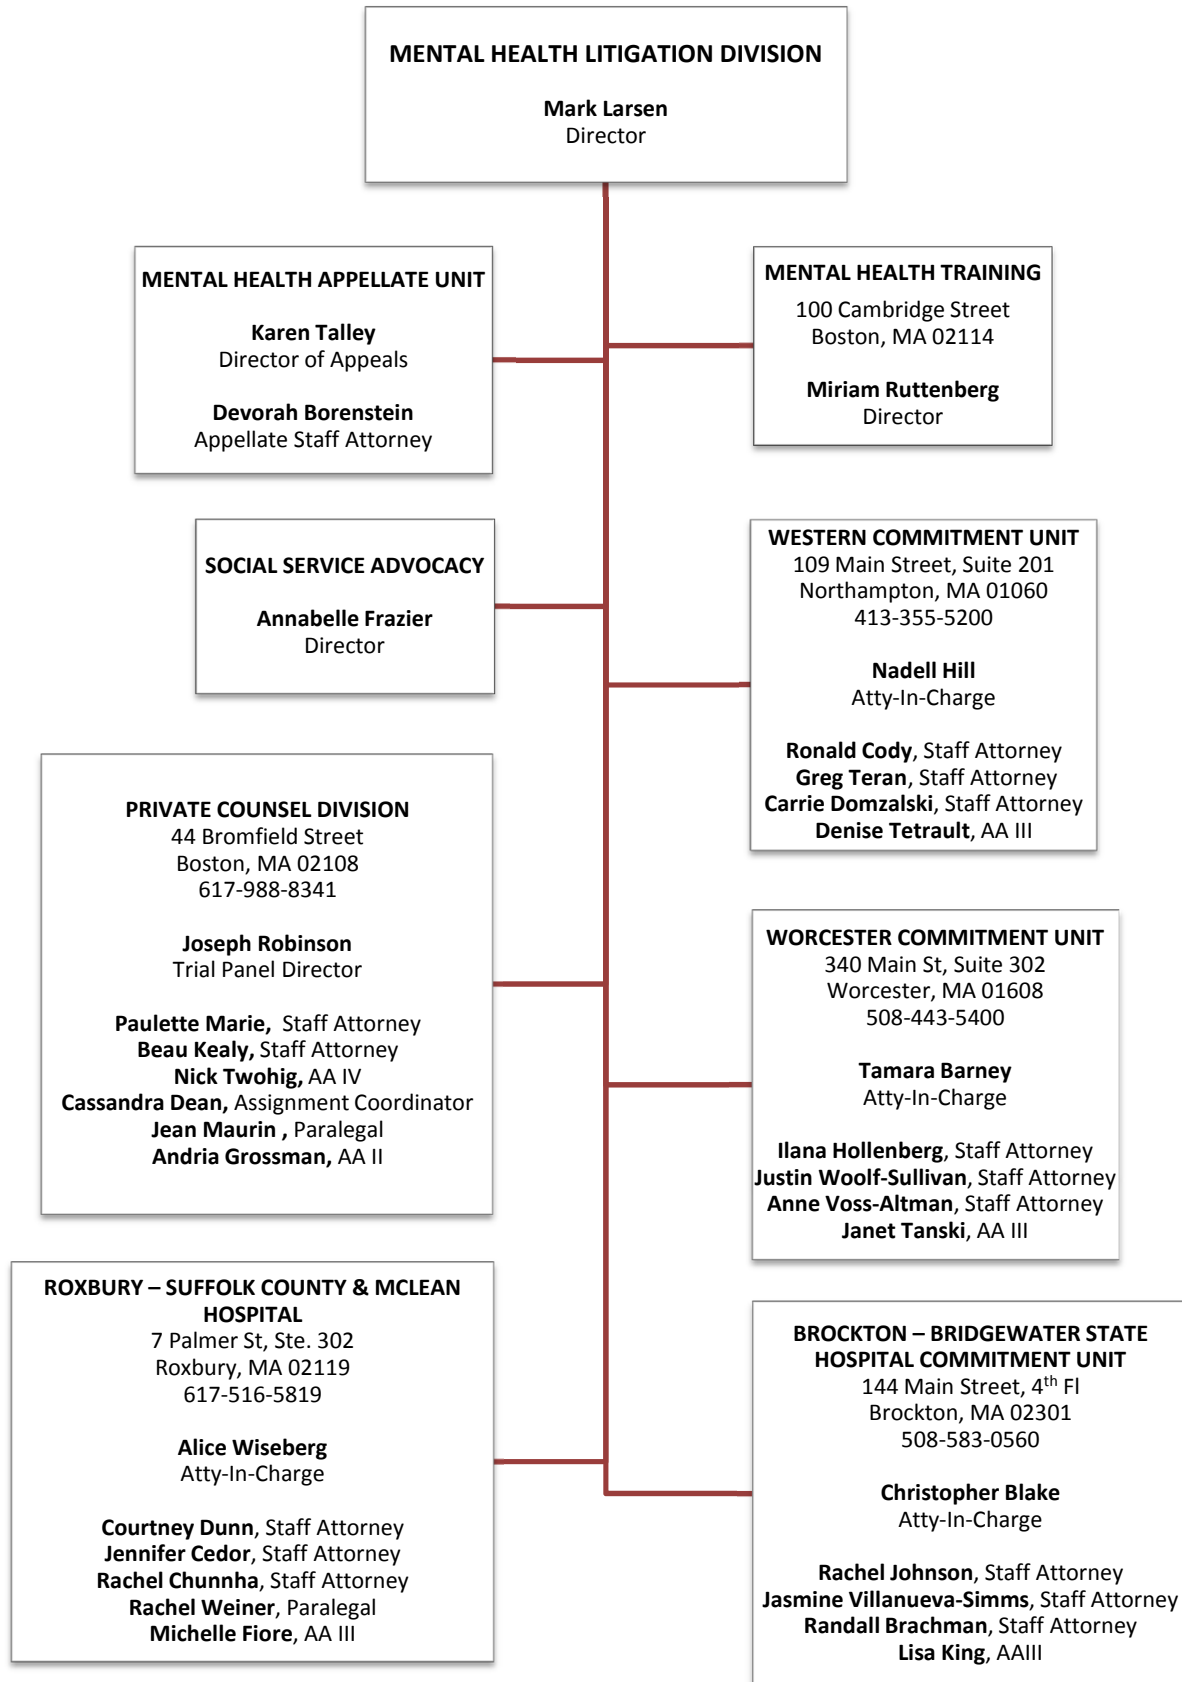 MENTAL HEALTH LITIGATION DIVISION
Mark Larsen
Director
MENTAL HEALTH APPELLATE UNIT
Karen Talley
Director of Appeals
Devorah Borenstein
Appellate Staff Attorney
MENTAL HEALTH TRAINING
100 Cambridge Street
Boston, MA 02114
Miriam Ruttenberg
Director
SOCIAL SERVICE ADVOCACY
Annabelle Frazier
Director
WESTERN COMMITMENT UNIT
109 Main Street, Suite 201
Northampton, MA 01060
413-355-5200
Nadell Hill
Atty-In-Charge
Ronald Cody, Staff Attorney
Greg Teran, Staff Attorney
Carrie Domzalski, Staff Attorney
Denise Tetrault, AA III
PRIVATE COUNSEL DIVISION
44 Bromfield Street
Boston, MA 02108
617-988-8341
Joseph Robinson
Trial Panel Director
Paulette Marie, Staff Attorney
Beau Kealy, Staff Attorney
Nick Twohig, AA IV
Cassandra Dean, Assignment Coordinator
Jean Maurin , Paralegal
Andria Grossman, AA II
WORCESTER COMMITMENT UNIT
340 Main St, Suite 302
Worcester, MA 01608
508-443-5400
Tamara Barney
Atty-In-Charge
Ilana Hollenberg, Staff Attorney
Justin Woolf-Sullivan, Staff Attorney
Anne Voss-Altman, Staff Attorney
Janet Tanski, AA III
ROXBURY – SUFFOLK COUNTY & MCLEAN
HOSPITAL
7 Palmer St, Ste. 302
Roxbury, MA 02119
617-516-5819
Alice Wiseberg
Atty-In-Charge
Courtney Dunn, Staff Attorney
Jennifer Cedor, Staff Attorney
Rachel Chunnha, Staff Attorney
Rachel Weiner, Paralegal
Michelle Fiore, AA III
BROCKTON – BRIDGEWATER STATE
HOSPITAL COMMITMENT UNIT
144 Main Street, 4th Fl
Brockton, MA 02301
508-583-0560
Christopher Blake
Atty-In-Charge
Rachel Johnson, Staff Attorney
Jasmine Villanueva-Simms, Staff Attorney
Randall Brachman, Staff Attorney
Lisa King, AAIII